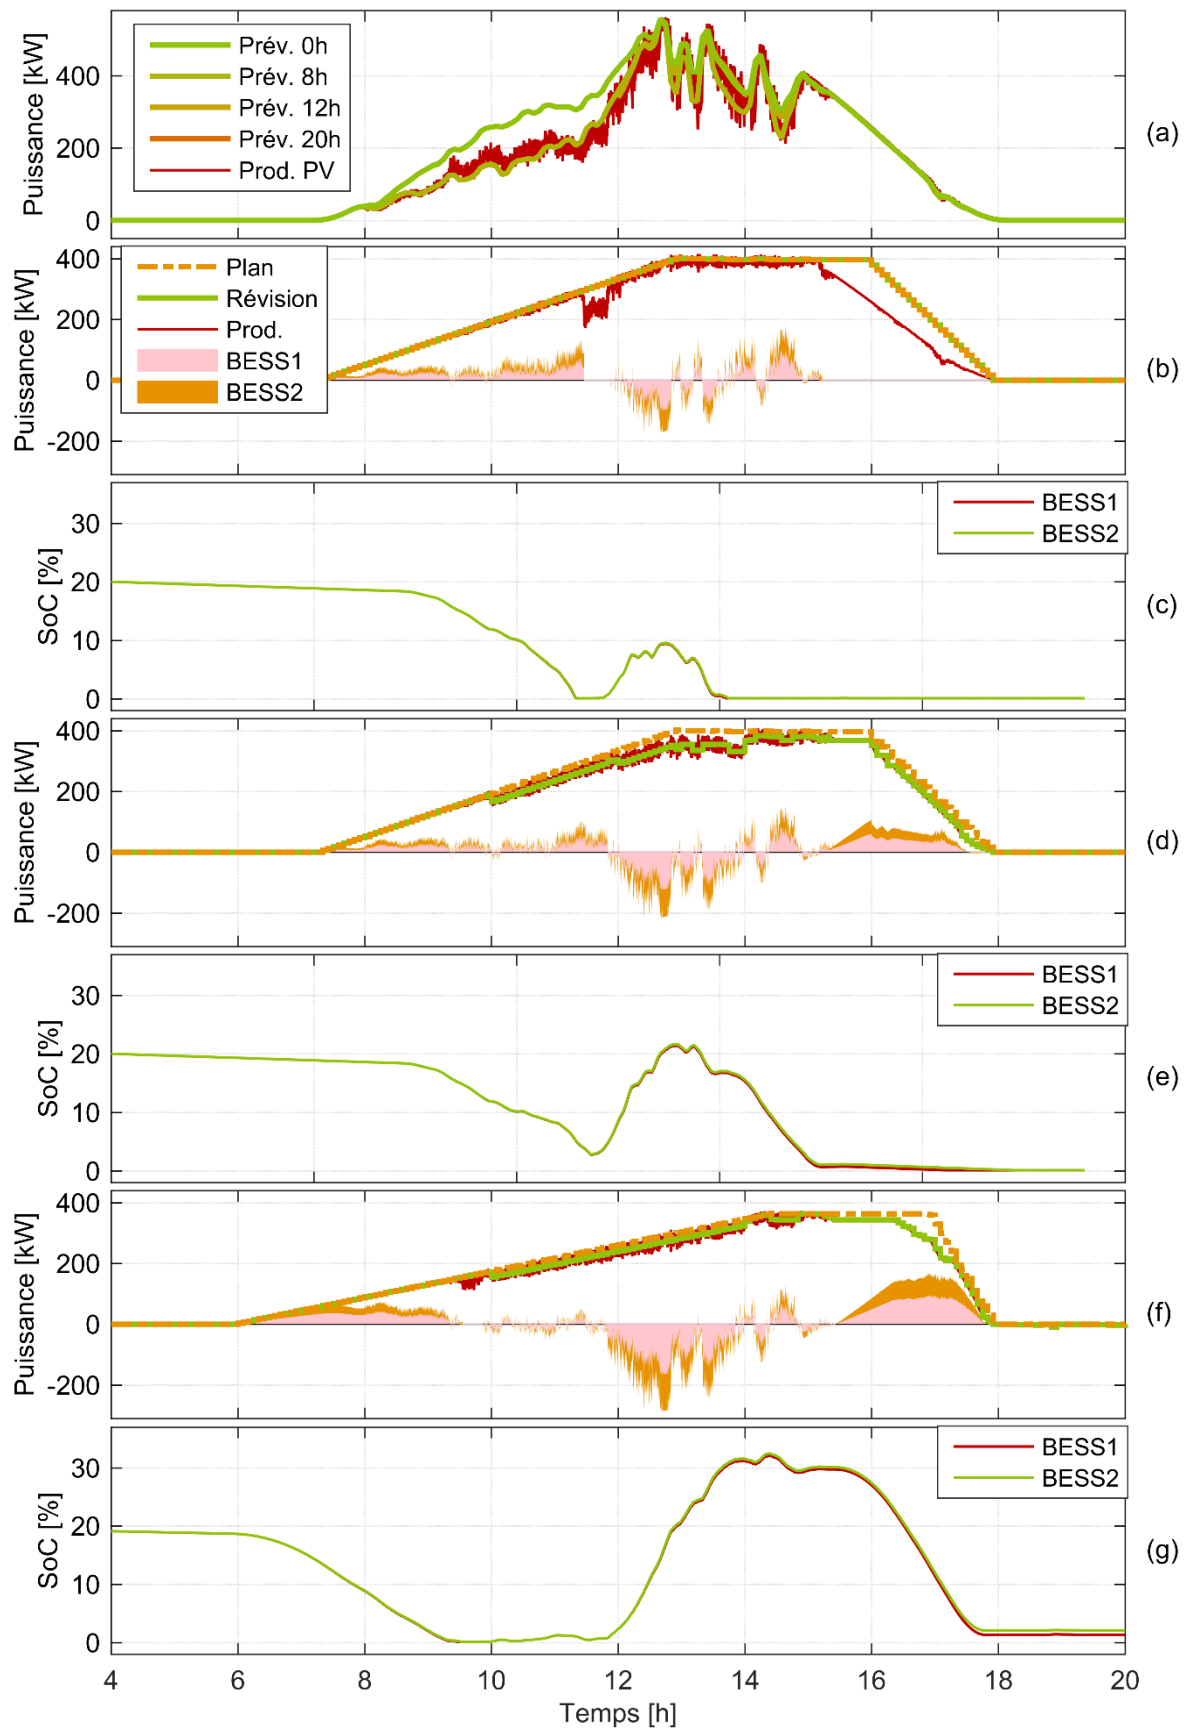 Puissance [kW]
400
200
0
Prév. 0h
Prév. 8h
Prév. 12h
Prév. 20h
Prod. PV
(a)
Puissance [kW]
400
200
0
-200
Plan
Révision
Prod.
BESS1
BESS2
(b)
SoC [%]
30
20
10
0
BESS1
BESS2
(c)
Puissance [kW]
400
200
0
-200
(d)
SoC [%]
30
20
10
0
BESS1
BESS2
(e)
Puissance [kW]
400
200
0
-200
(f)
SoC [%]
30
20
10
0
BESS1
BESS2
(g)
4 6 8 10 12 14 16 18 20
Temps [h]